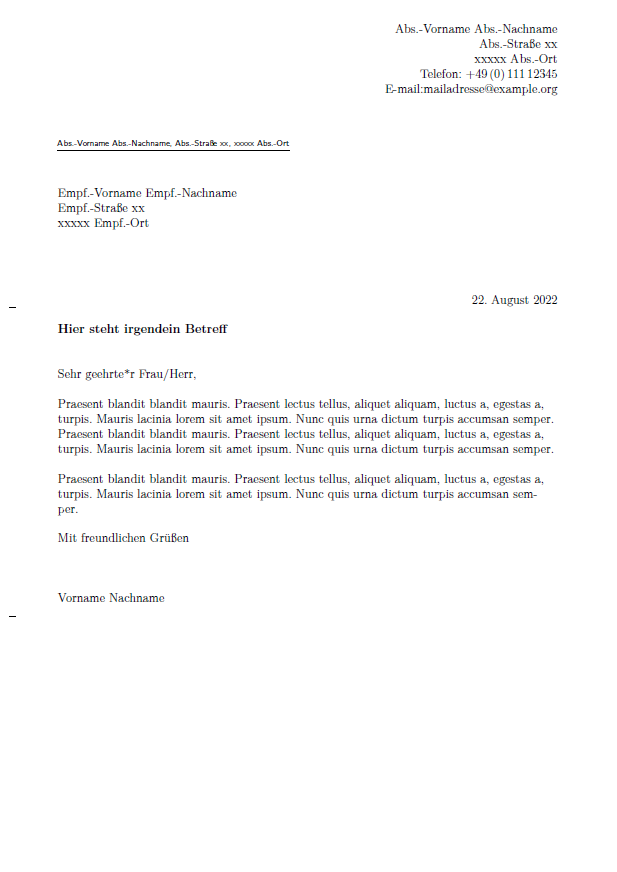 Abs.-Vorname Abs.-Nachname
Abs.-Straße xx
xxxxx Abs.-Ort
Telefon: +49 (0) 111 12345
E-mail:mailadresse@example.org
Abs.-Vorname Abs.-Nachname, Abs.-Straße xx, xxxxx Abs.-Ort
Empf.-Vorname Empf.-Nachname
Empf.-Straße xx
xxxxx Empf.-Ort
22. August 2022
Hier steht irgendein Betreff
Sehr geehrte*r Frau/Herr,
Praesent blandit blandit mauris. Praesent lectus tellus, aliquet aliquam, luctus a, egestas a,
turpis. Mauris lacinia lorem sit amet ipsum. Nunc quis urna dictum turpis accumsan semper.
Praesent blandit blandit mauris. Praesent lectus tellus, aliquet aliquam, luctus a, egestas a,
turpis. Mauris lacinia lorem sit amet ipsum. Nunc quis urna dictum turpis accumsan semper.
Praesent blandit blandit mauris. Praesent lectus tellus, aliquet aliquam, luctus a, egestas a,
turpis. Mauris lacinia lorem sit amet ipsum. Nunc quis urna dictum turpis accumsan sem-
per.
Mit freundlichen Grüßen
Vorname Nachname